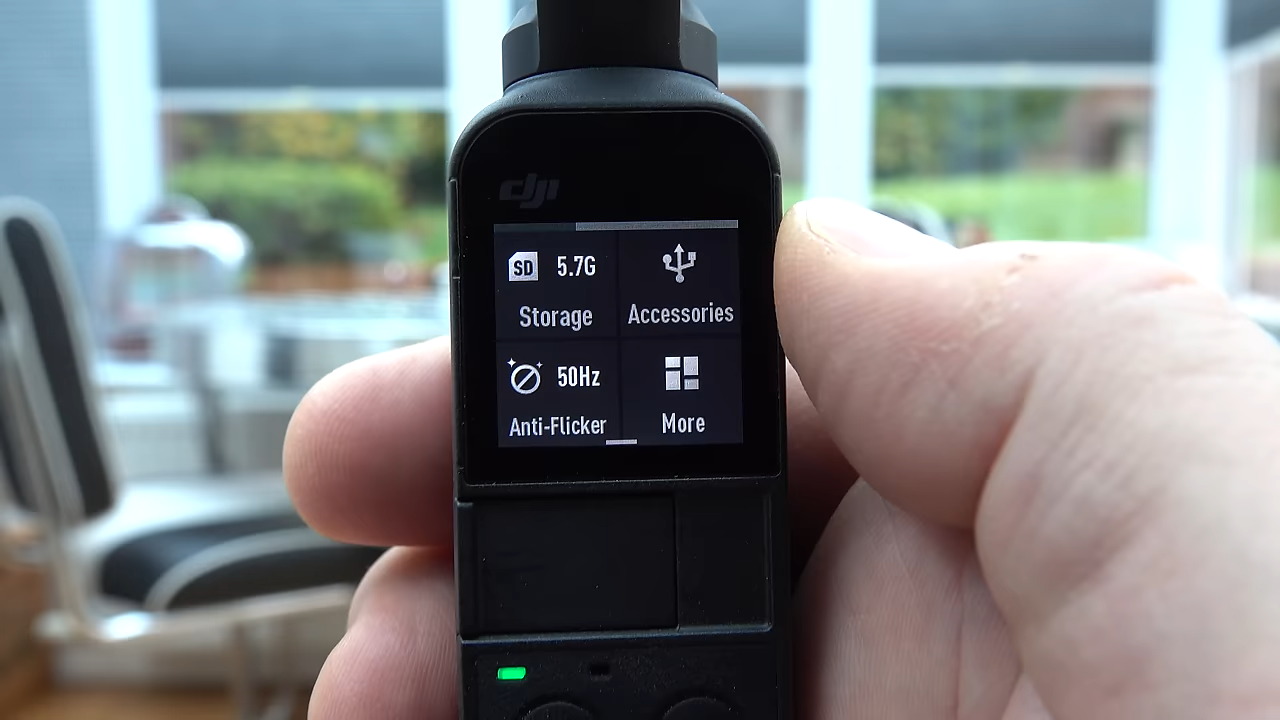 dji
SD 5.7G
Storage
Accessories
50Hz
Anti-Flicker
More